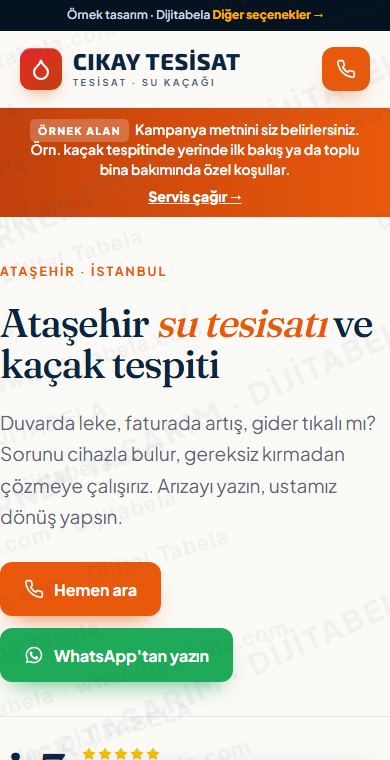 Örnek tasarım · Dijitabela Diğer seçenekler →
CIKAY TESİSAT
TESİSAT · SU KAÇAĞI
ÖRNEK ALAN Kampanya metnini siz belirlersiniz.
Örn. kaçak tespitinde yerinde ilk bakış ya da toplu
bina bakımında özel koşullar.
Servis çağır →
ATAŞEHİR · İSTANBUL
Ataşehir su tesisatı ve
kaçak tespiti
Duvarda leke, faturada artış, gider tıkalı mı?
Sorunu cihazla bulur, gereksiz kırmadan
çözmeye çalışırız. Arızayı yazın, ustamız
dönüş yapsın.
Hemen ara
WhatsApp'tan yazın